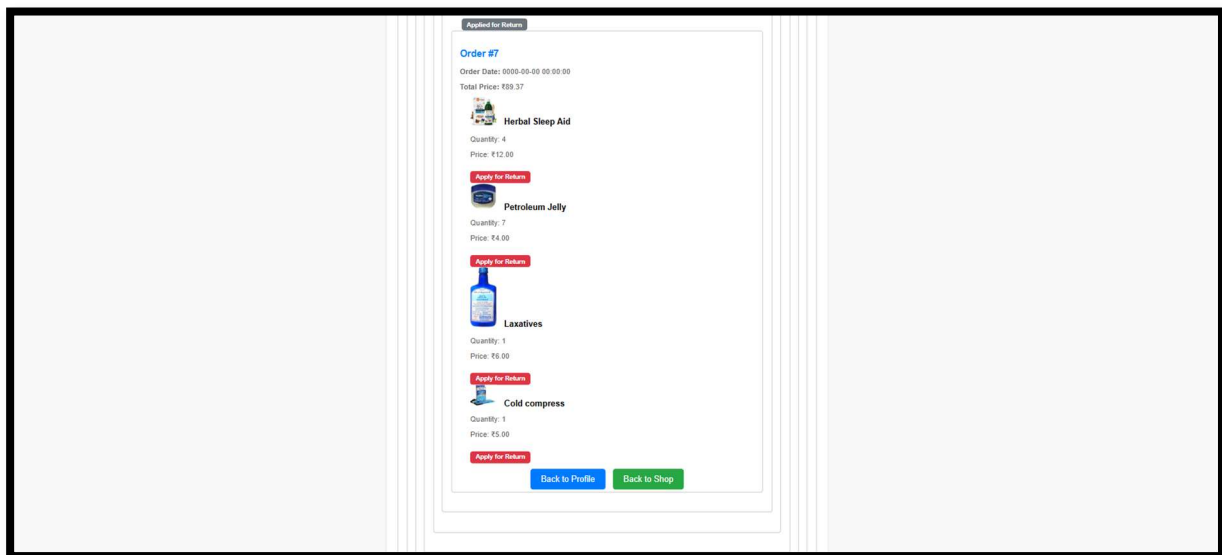 Applied for Return
Order #7
Order Date: 0000-00-00 00:00:00
Total Price: ₹89.37
Herbal Sleep Aid
Quantity: 4
Price: ₹12.00
Apply for Return
Petroleum Jelly
Quantity: 7
Price: ₹4.00
Apply for Return
Laxatives
Quantity: 1
Price: ₹6.00
Apply for Return
Cold compress
Quantity: 1
Price: ₹5.00
Apply for Return
Back to Profile Back to Shop